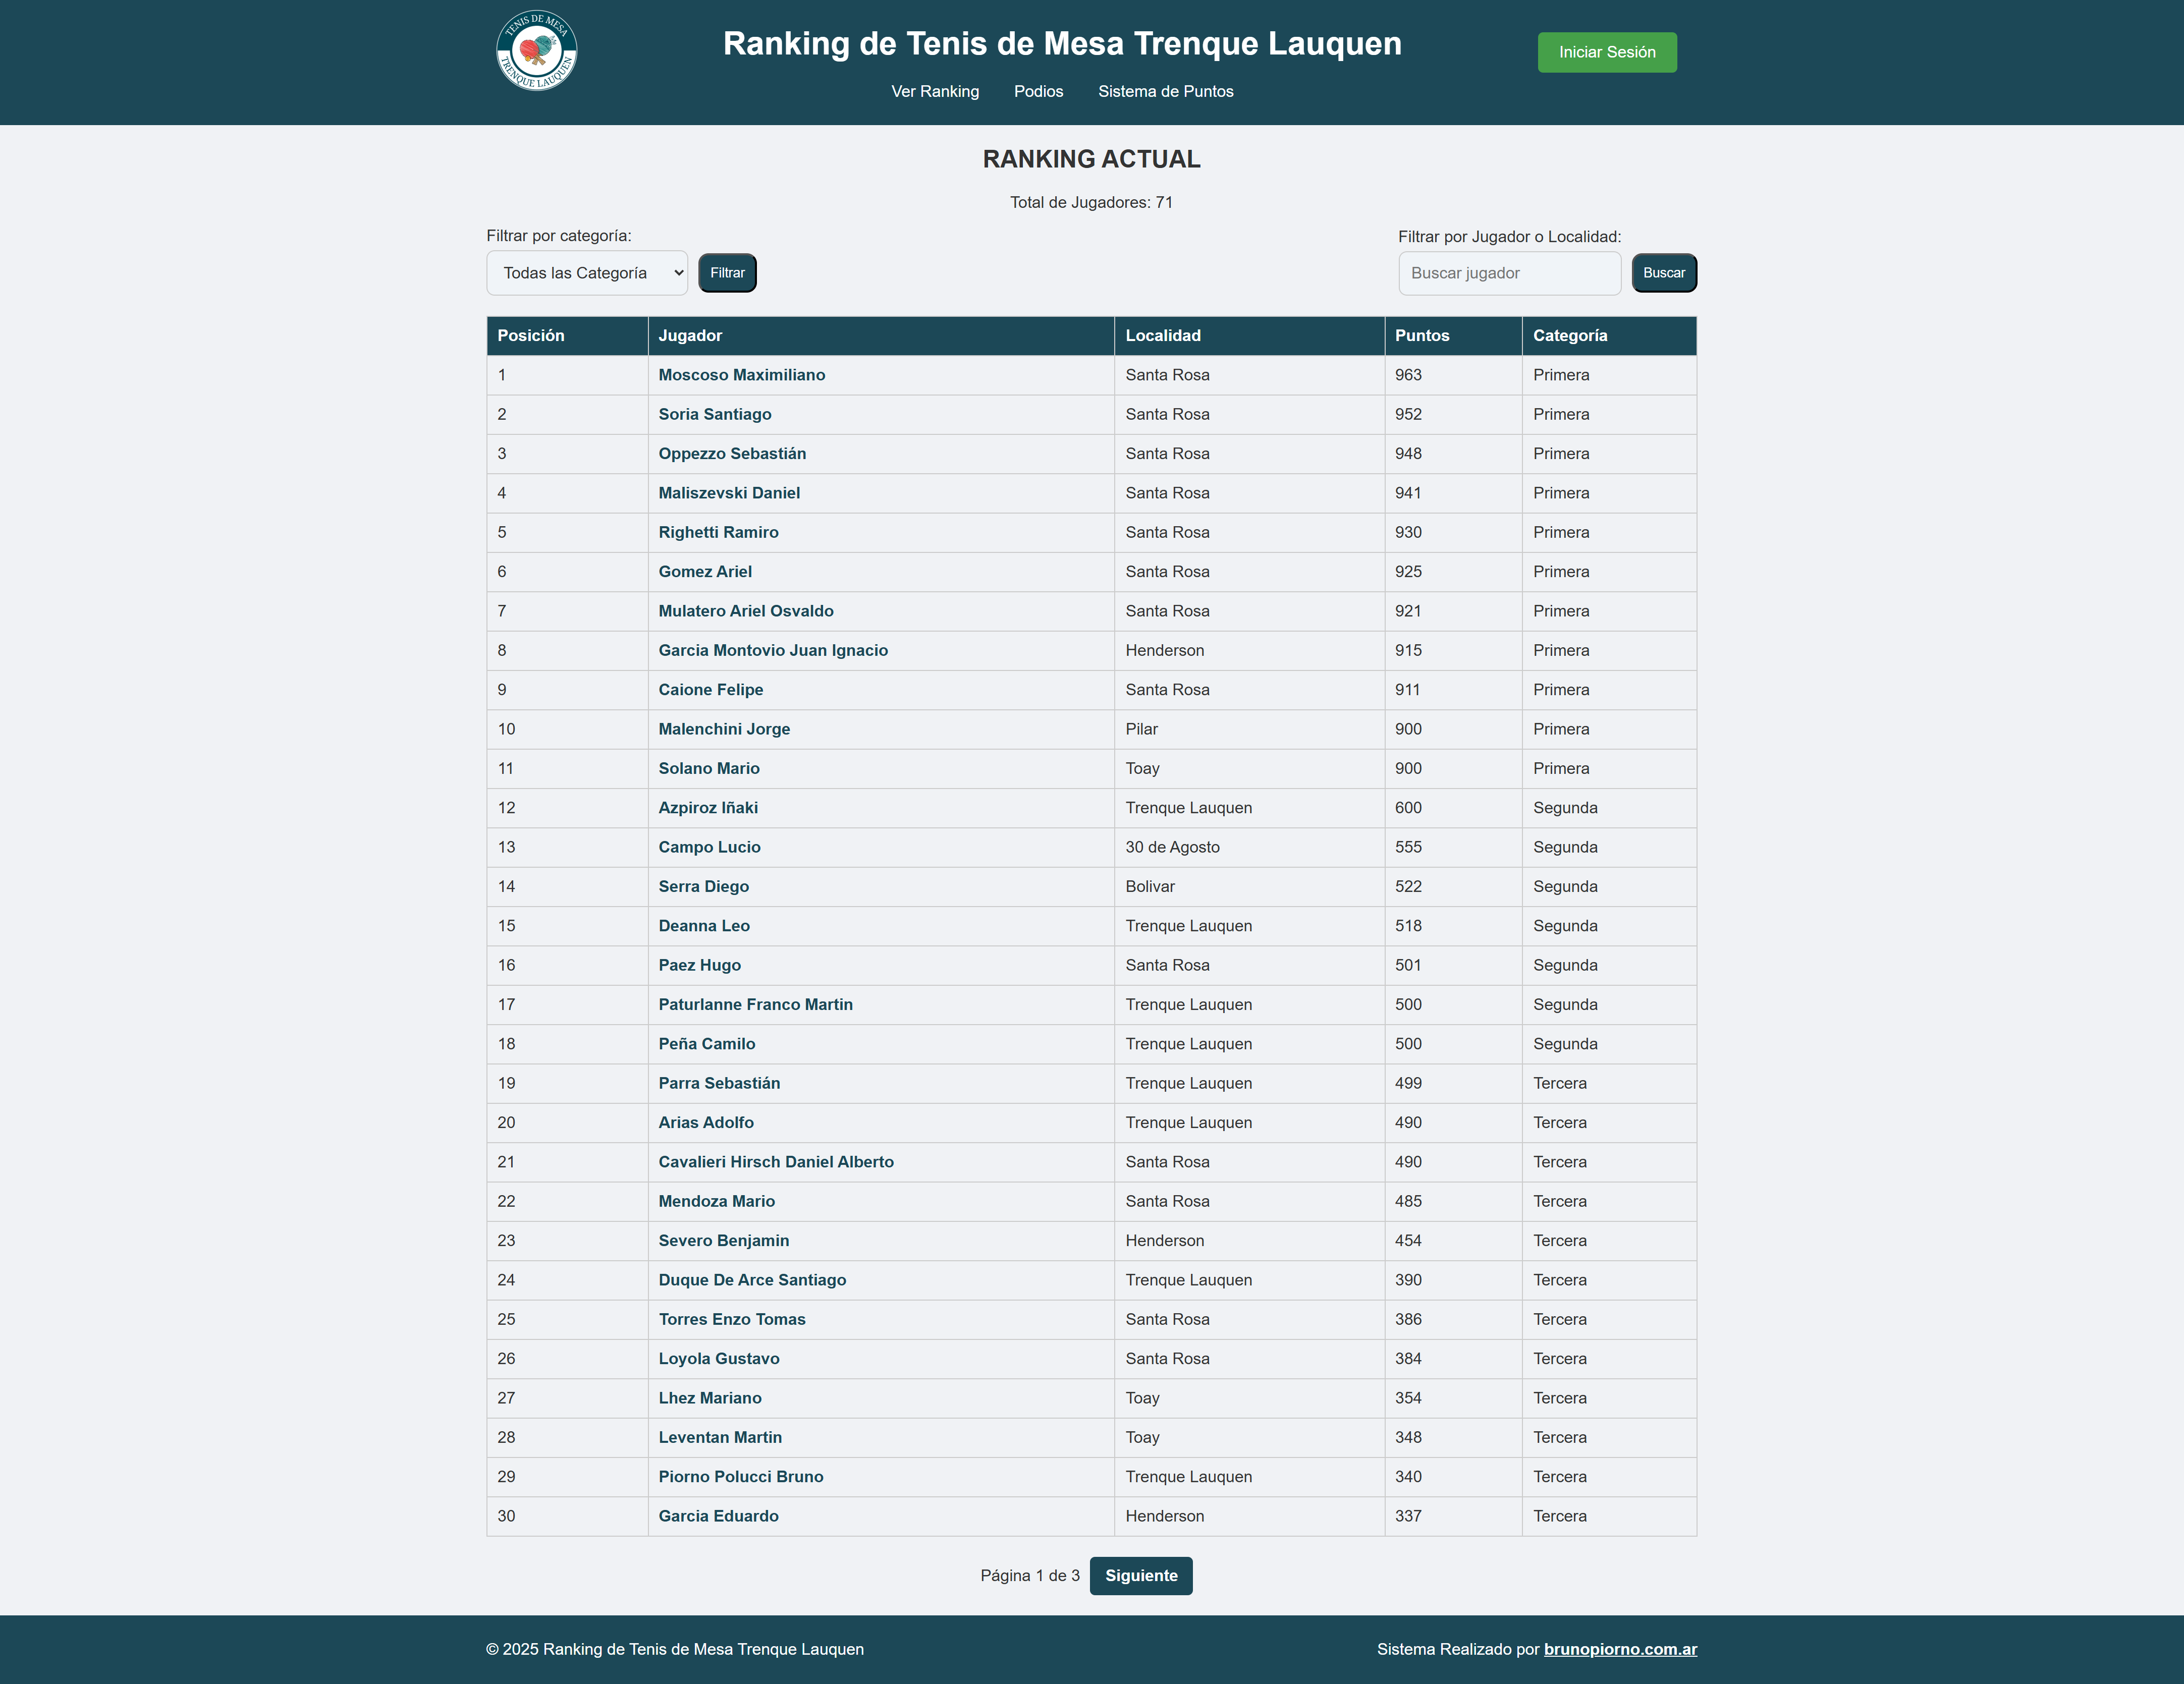 TENIS DE MESA
TRENQUE LAUQUEN
Ranking de Tenis de Mesa Trenque Lauquen
Iniciar Sesión
Ver Ranking Podios Sistema de Puntos
RANKING ACTUAL
Total de Jugadores: 71
Filtrar por categoría: Filtrar por Jugador o Localidad:
Todas las Categoría Filtrar Buscar jugador Buscar
Posición Jugador Localidad Puntos Categoría
1 Moscoso Maximiliano Santa Rosa 963 Primera
2 Soria Santiago Santa Rosa 952 Primera
3 Oppezzo Sebastián Santa Rosa 948 Primera
4 Maliszevski Daniel Santa Rosa 941 Primera
5 Righetti Ramiro Santa Rosa 930 Primera
6 Gomez Ariel Santa Rosa 925 Primera
7 Mulatero Ariel Osvaldo Santa Rosa 921 Primera
8 Garcia Montovio Juan Ignacio Henderson 915 Primera
9 Caione Felipe Santa Rosa 911 Primera
10 Malenchini Jorge Pilar 900 Primera
11 Solano Mario Toay 900 Primera
12 Azpiroz Iñaki Trenque Lauquen 600 Segunda
13 Campo Lucio 30 de Agosto 555 Segunda
14 Serra Diego Bolivar 522 Segunda
15 Deanna Leo Trenque Lauquen 518 Segunda
16 Paez Hugo Santa Rosa 501 Segunda
17 Paturlanne Franco Martin Trenque Lauquen 500 Segunda
18 Peña Camilo Trenque Lauquen 500 Segunda
19 Parra Sebastián Trenque Lauquen 499 Tercera
20 Arias Adolfo Trenque Lauquen 490 Tercera
21 Cavalieri Hirsch Daniel Alberto Santa Rosa 490 Tercera
22 Mendoza Mario Santa Rosa 485 Tercera
23 Severo Benjamin Henderson 454 Tercera
24 Duque De Arce Santiago Trenque Lauquen 390 Tercera
25 Torres Enzo Tomas Santa Rosa 386 Tercera
26 Loyola Gustavo Santa Rosa 384 Tercera
27 Lhez Mariano Toay 354 Tercera
28 Leventan Martin Toay 348 Tercera
29 Piorno Polucci Bruno Trenque Lauquen 340 Tercera
30 Garcia Eduardo Henderson 337 Tercera
Página 1 de 3 Siguiente
© 2025 Ranking de Tenis de Mesa Trenque Lauquen Sistema Realizado por brunopiorno.com.ar